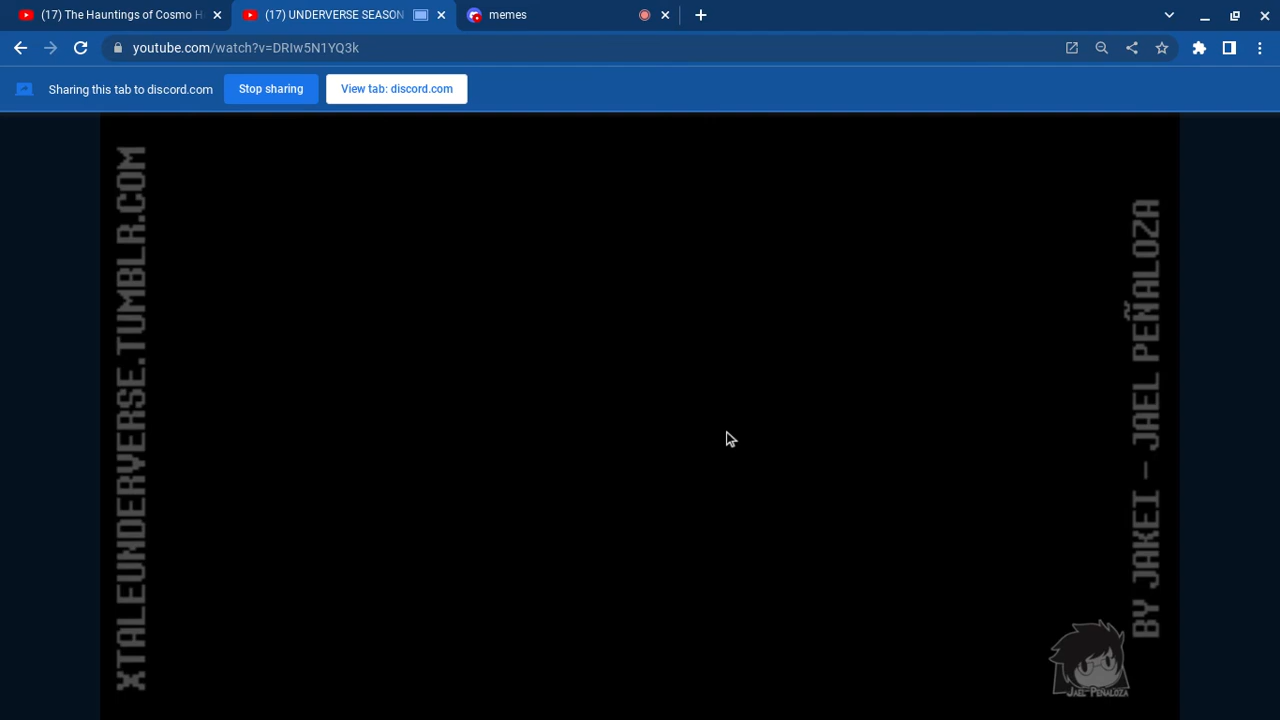 (17) The Hauntings of Cosmo H
(17) UNDERVERSE SEASON
memes
youtube.com/watch?v=DRIw5N1YQ3k
Sharing this tab to discord.com
Stop sharing
View tab: discord.com
XTALEUNDERVERSE.TUMBLR.COM
BY JAKEI - JAEL PEÑALOZA
JAEL PEÑALOZA